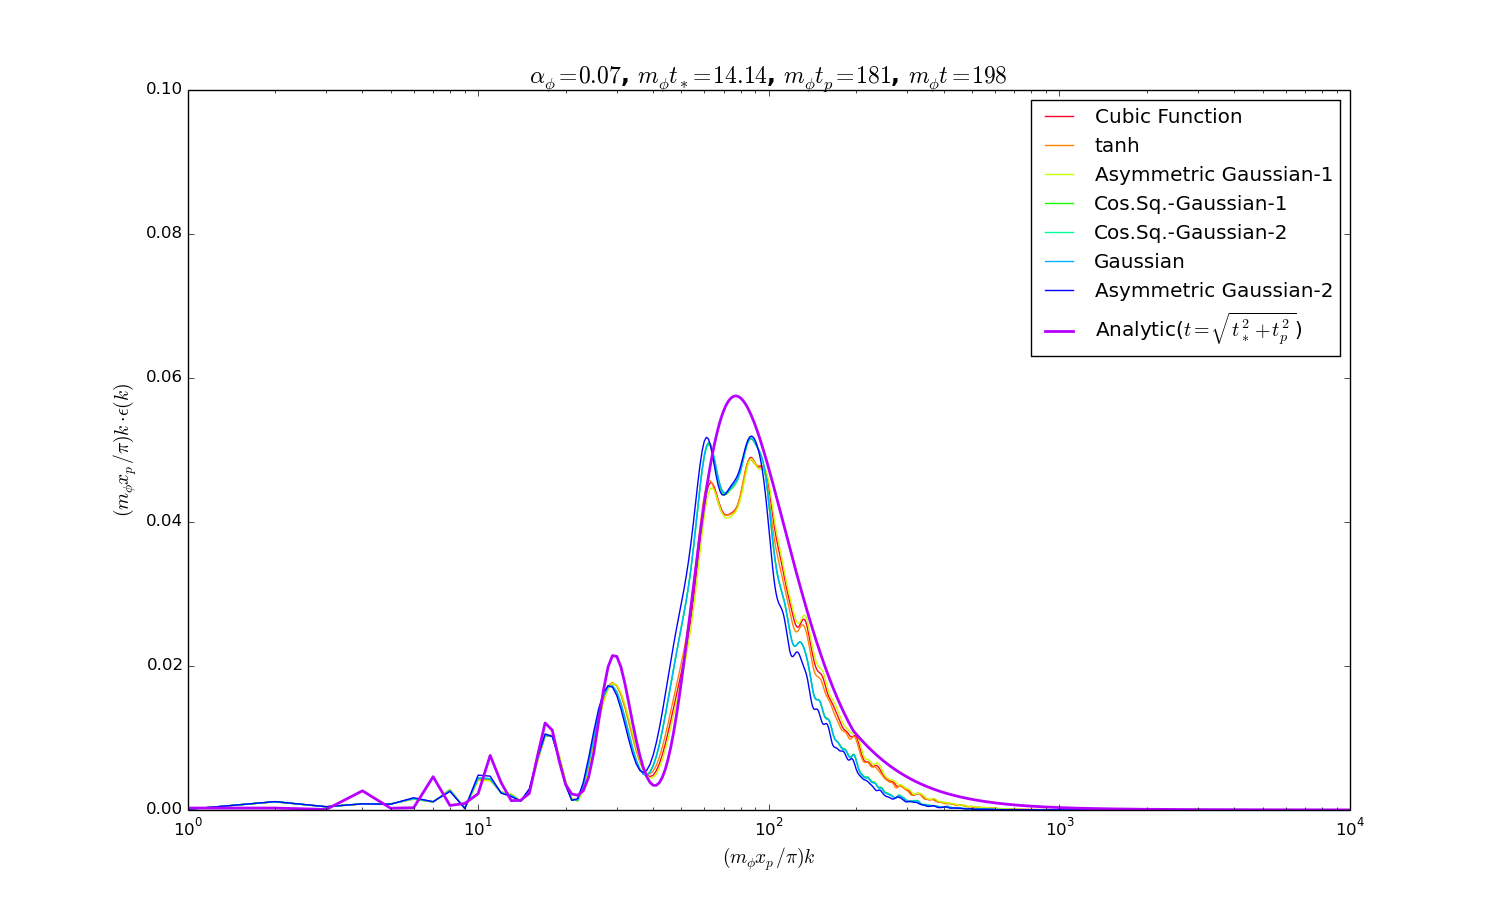 α_ϕ=0.07, m_ϕt_*=14.14, m_ϕt_p=181, m_ϕt=198
0.10
0.08
0.06
0.04
0.02
0.00
(m_ϕx_p/π)k·ϵ(k)
Cubic Function
tanh
Asymmetric Gaussian-1
Cos.Sq.-Gaussian-1
Cos.Sq.-Gaussian-2
Gaussian
Asymmetric Gaussian-2
Analytic(t=√(t_*^2+t_p^2))
10^0 10^1 10^2 10^3 10^4
(m_ϕx_p/π)k